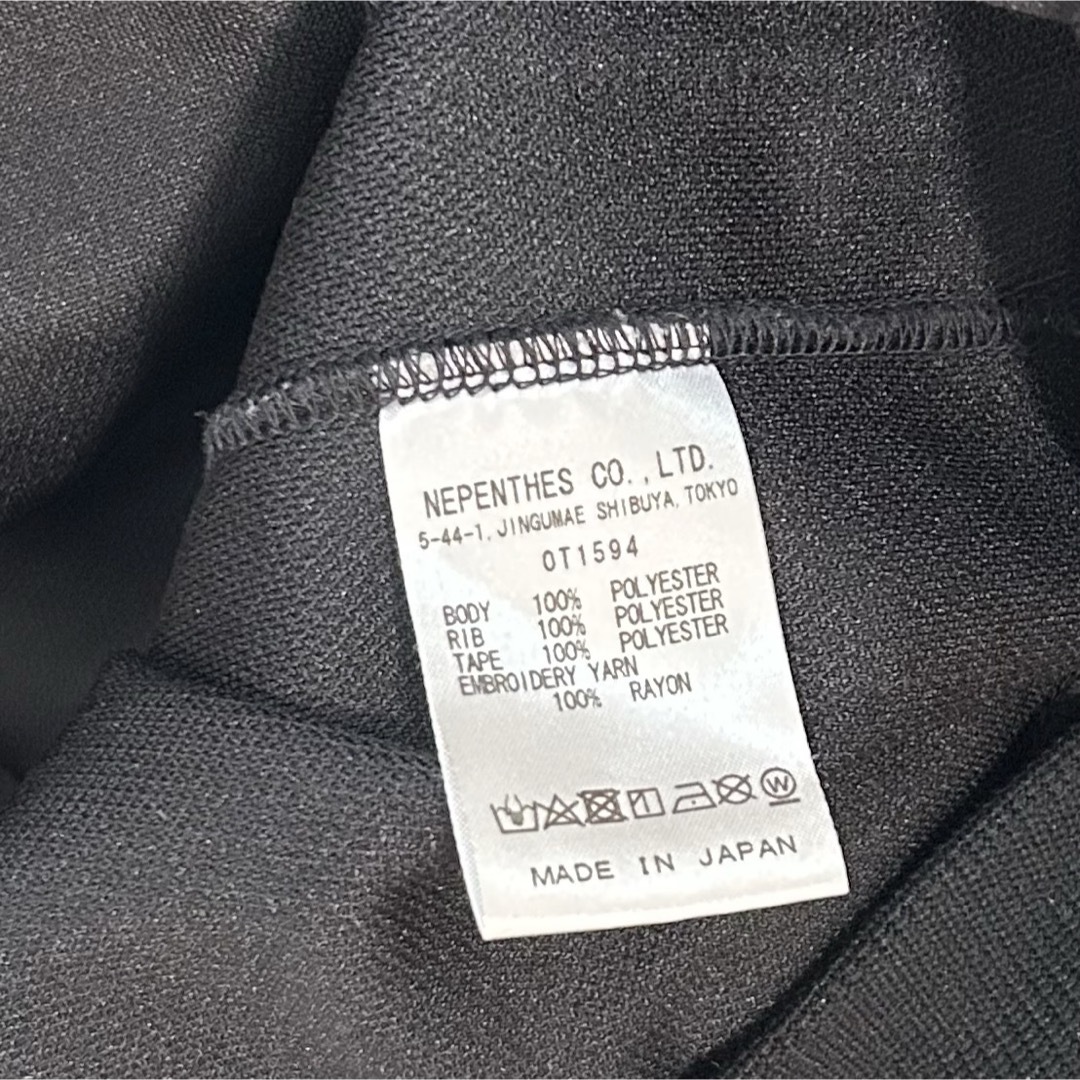 NEPENTHES CO.,LTD.
5-44-1,JINGUMAE SHIBUYA,TOKYO
OT1594
BODY 100% POLYESTER
RIB 100% POLYESTER
TAPE 100% POLYESTER
EMBROIDERY YARN
100% RAYON
W
MADE IN JAPAN